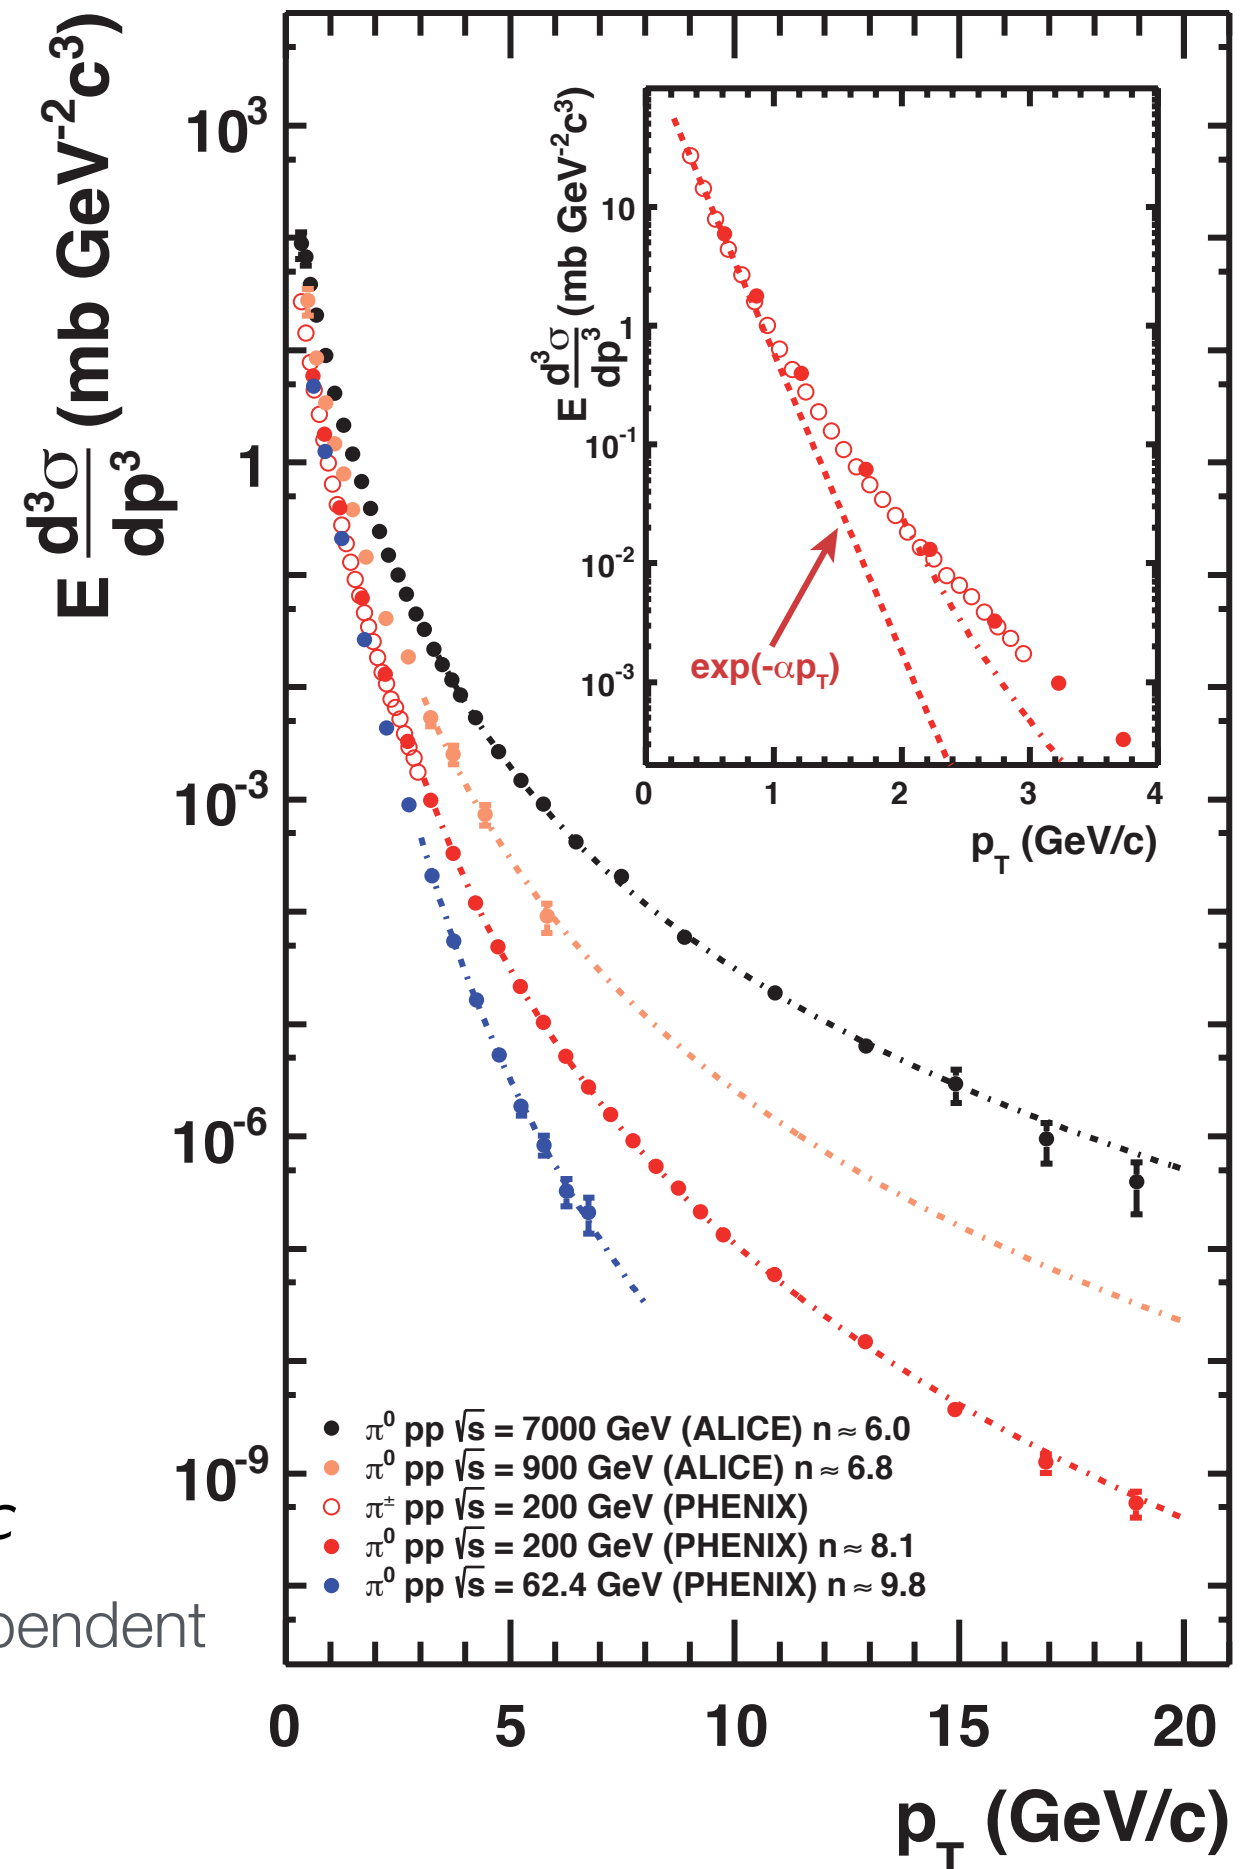 E d³σ/dp³ (mb GeV⁻²c³)
10³
1
10⁻³
10⁻⁶
10⁻⁹
E d³σ/dp³ (mb GeV⁻²c³)
10
1
10⁻¹
10⁻²
10⁻³
exp(-αp_T)
0 1 2 3 4
p_T (GeV/c)
π⁰ pp √s = 7000 GeV (ALICE) n ≈ 6.0
π⁰ pp √s = 900 GeV (ALICE) n ≈ 6.8
π± pp √s = 200 GeV (PHENIX)
π⁰ pp √s = 200 GeV (PHENIX) n ≈ 8.1
π⁰ pp √s = 62.4 GeV (PHENIX) n ≈ 9.8
c
pendent
0 5 10 15 20
p_T (GeV/c)